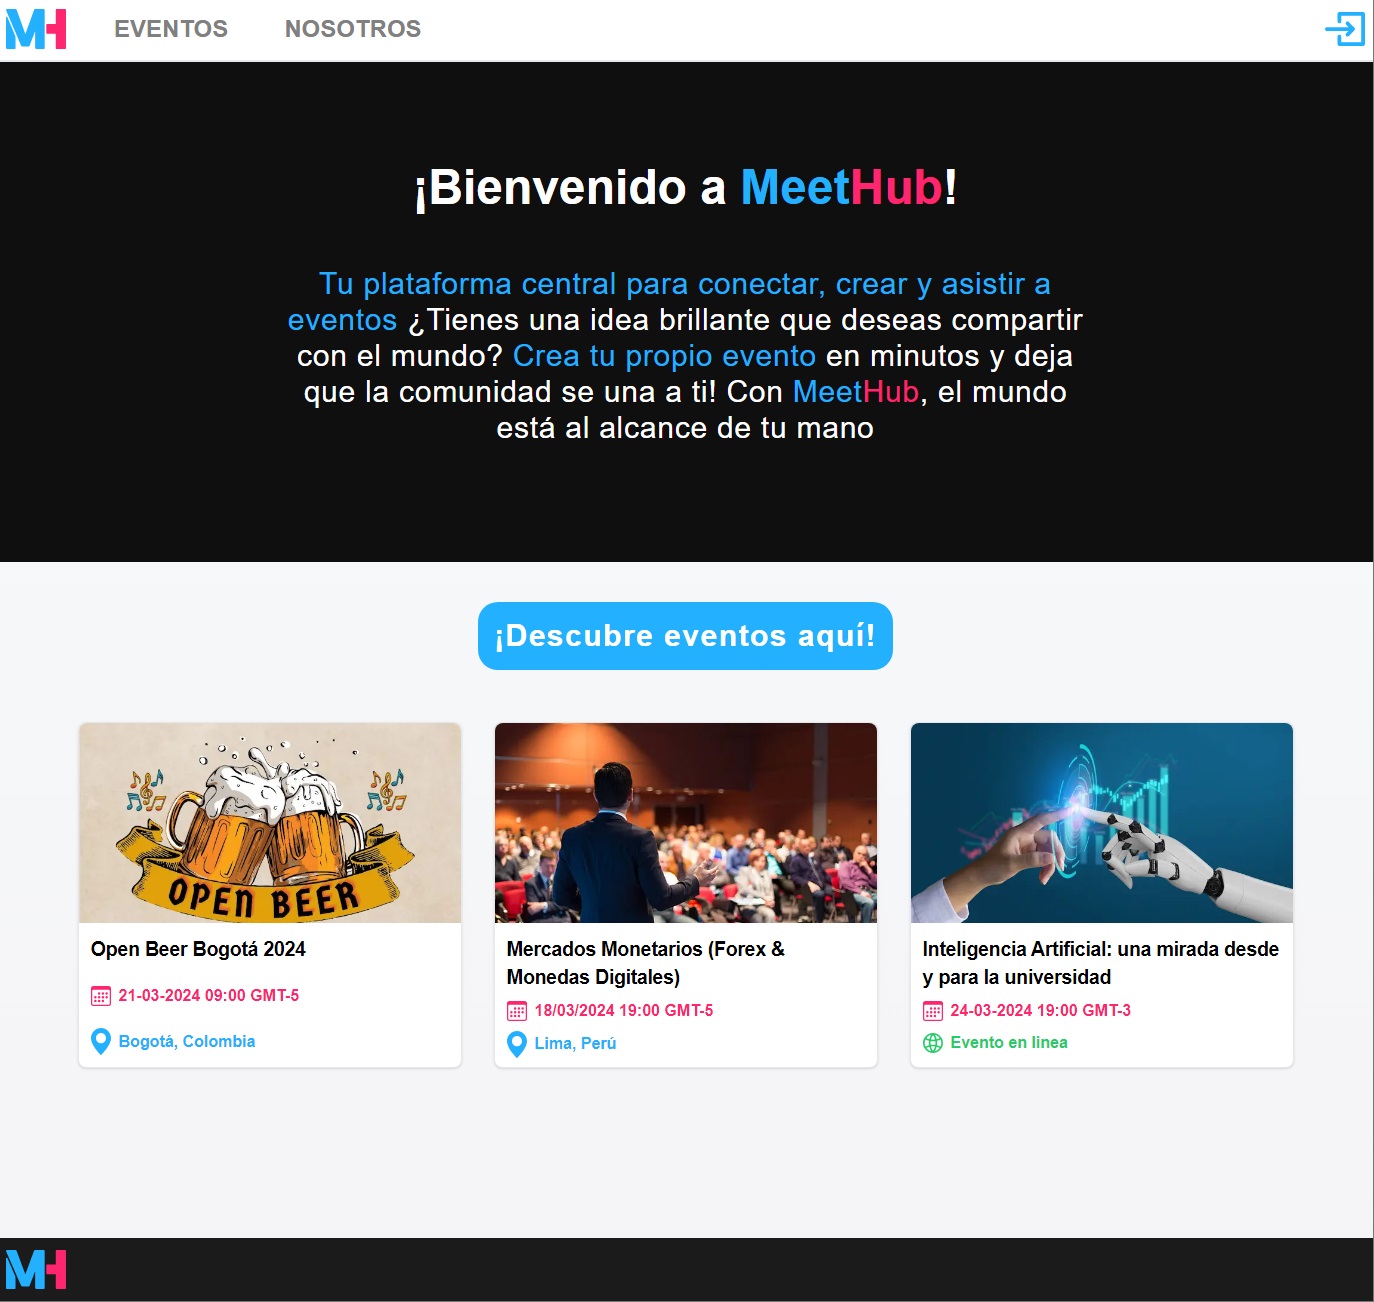 MH
EVENTOS
NOSOTROS
¡Bienvenido a MeetHub!
Tu plataforma central para conectar, crear y asistir a
eventos ¿Tienes una idea brillante que deseas compartir
con el mundo? Crea tu propio evento en minutos y deja
que la comunidad se una a ti! Con MeetHub, el mundo
está al alcance de tu mano
¡Descubre eventos aquí!
OPEN BEER
Open Beer Bogotá 2024
21-03-2024 09:00 GMT-5
Bogotá, Colombia
Mercados Monetarios (Forex &
Monedas Digitales)
18/03/2024 19:00 GMT-5
Lima, Perú
Inteligencia Artificial: una mirada desde
y para la universidad
24-03-2024 19:00 GMT-3
Evento en linea
MH